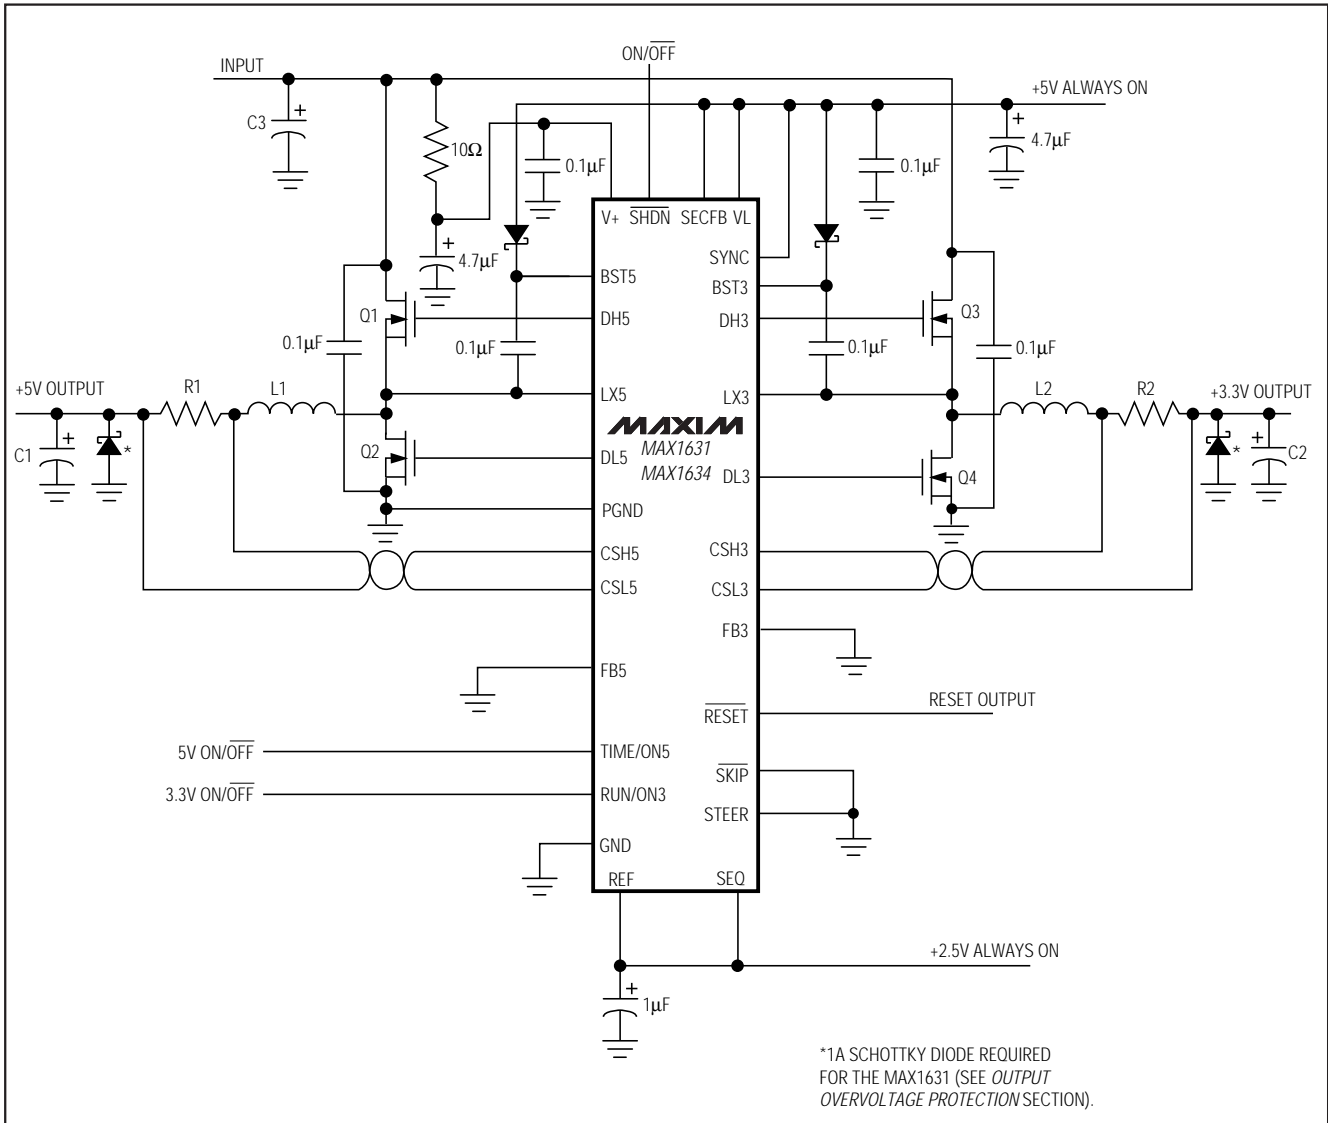 ON/OFF
INPUT
+5V ALWAYS ON
C3
+
10Ω
0.1µF
0.1µF
+
4.7µF
V+
SHDN
SECFB
VL
+
4.7µF
SYNC
BST5
BST3
Q1
DH5
DH3
Q3
0.1µF
0.1µF
0.1µF
0.1µF
+5V OUTPUT
R1
L1
LX5
LX3
L2
R2
+3.3V OUTPUT
MAXIM
MAX1631
MAX1634
C1
+
*
Q2
DL5
DL3
Q4
*
+
C2
PGND
CSH5
CSH3
CSL5
CSL3
FB3
FB5
RESET
RESET OUTPUT
5V ON/OFF
TIME/ON5
SKIP
3.3V ON/OFF
RUN/ON3
STEER
GND
REF
SEQ
+2.5V ALWAYS ON
+
1µF
*1A SCHOTTKY DIODE REQUIRED
FOR THE MAX1631 (SEE OUTPUT
OVERVOLTAGE PROTECTION SECTION).